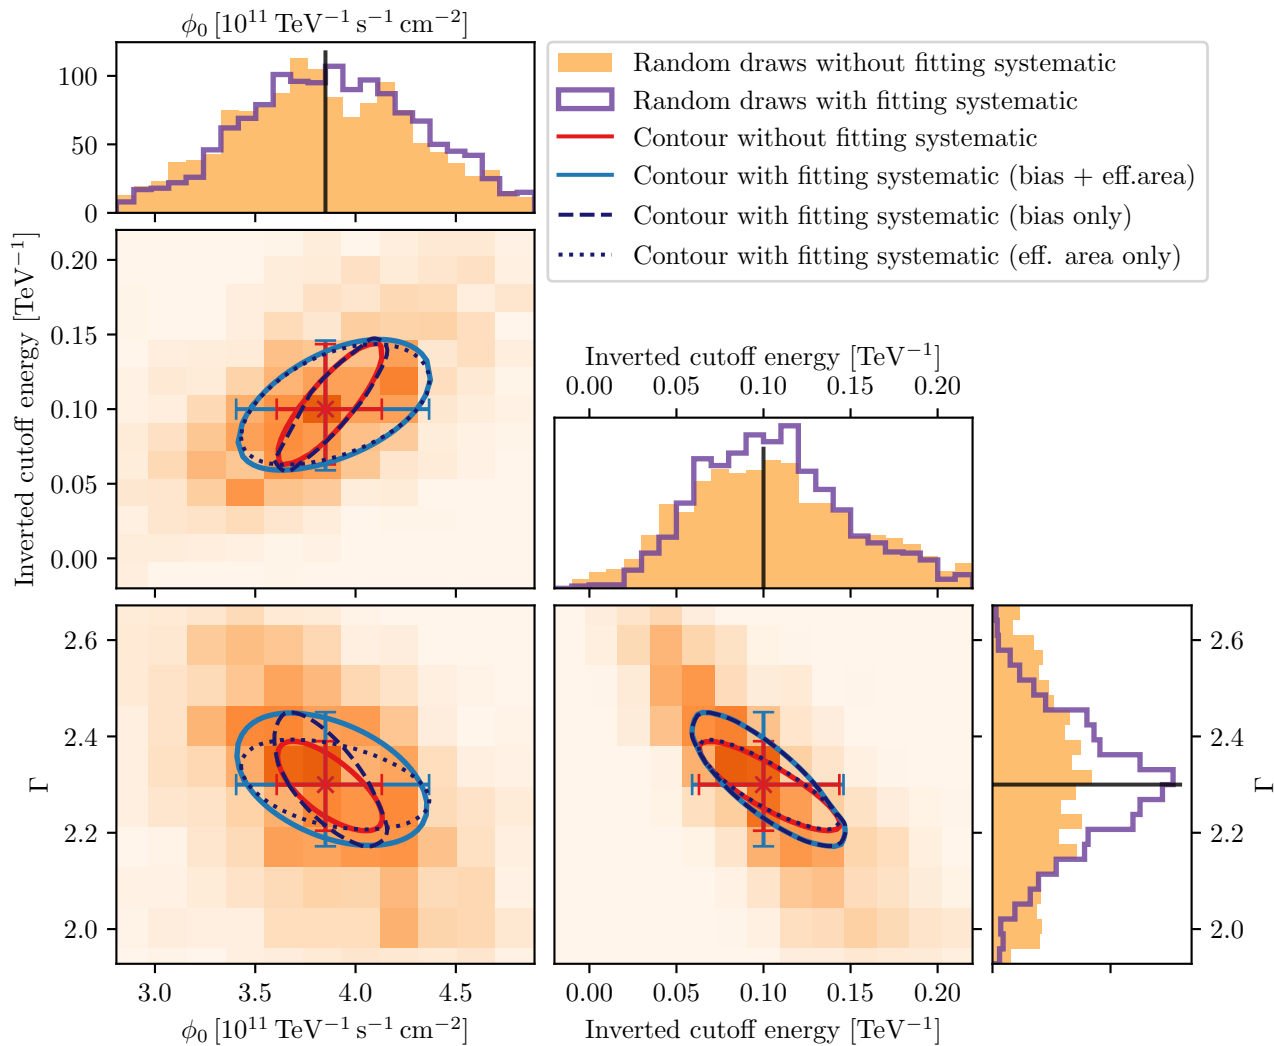 ϕ₀ [10¹¹ TeV⁻¹ s⁻¹ cm⁻²]
100
50
0
Random draws without fitting systematic
Random draws with fitting systematic
Contour without fitting systematic
Contour with fitting systematic (bias + eff.area)
Contour with fitting systematic (bias only)
Contour with fitting systematic (eff. area only)
Inverted cutoff energy [TeV⁻¹]
0.20
0.15
0.10
0.05
0.00
Inverted cutoff energy [TeV⁻¹]
0.00 0.05 0.10 0.15 0.20
Γ
2.6
2.4
2.2
2.0
2.6
2.4
2.2
2.0
Γ
3.0 3.5 4.0 4.5
ϕ₀ [10¹¹ TeV⁻¹ s⁻¹ cm⁻²]
0.00 0.05 0.10 0.15 0.20
Inverted cutoff energy [TeV⁻¹]